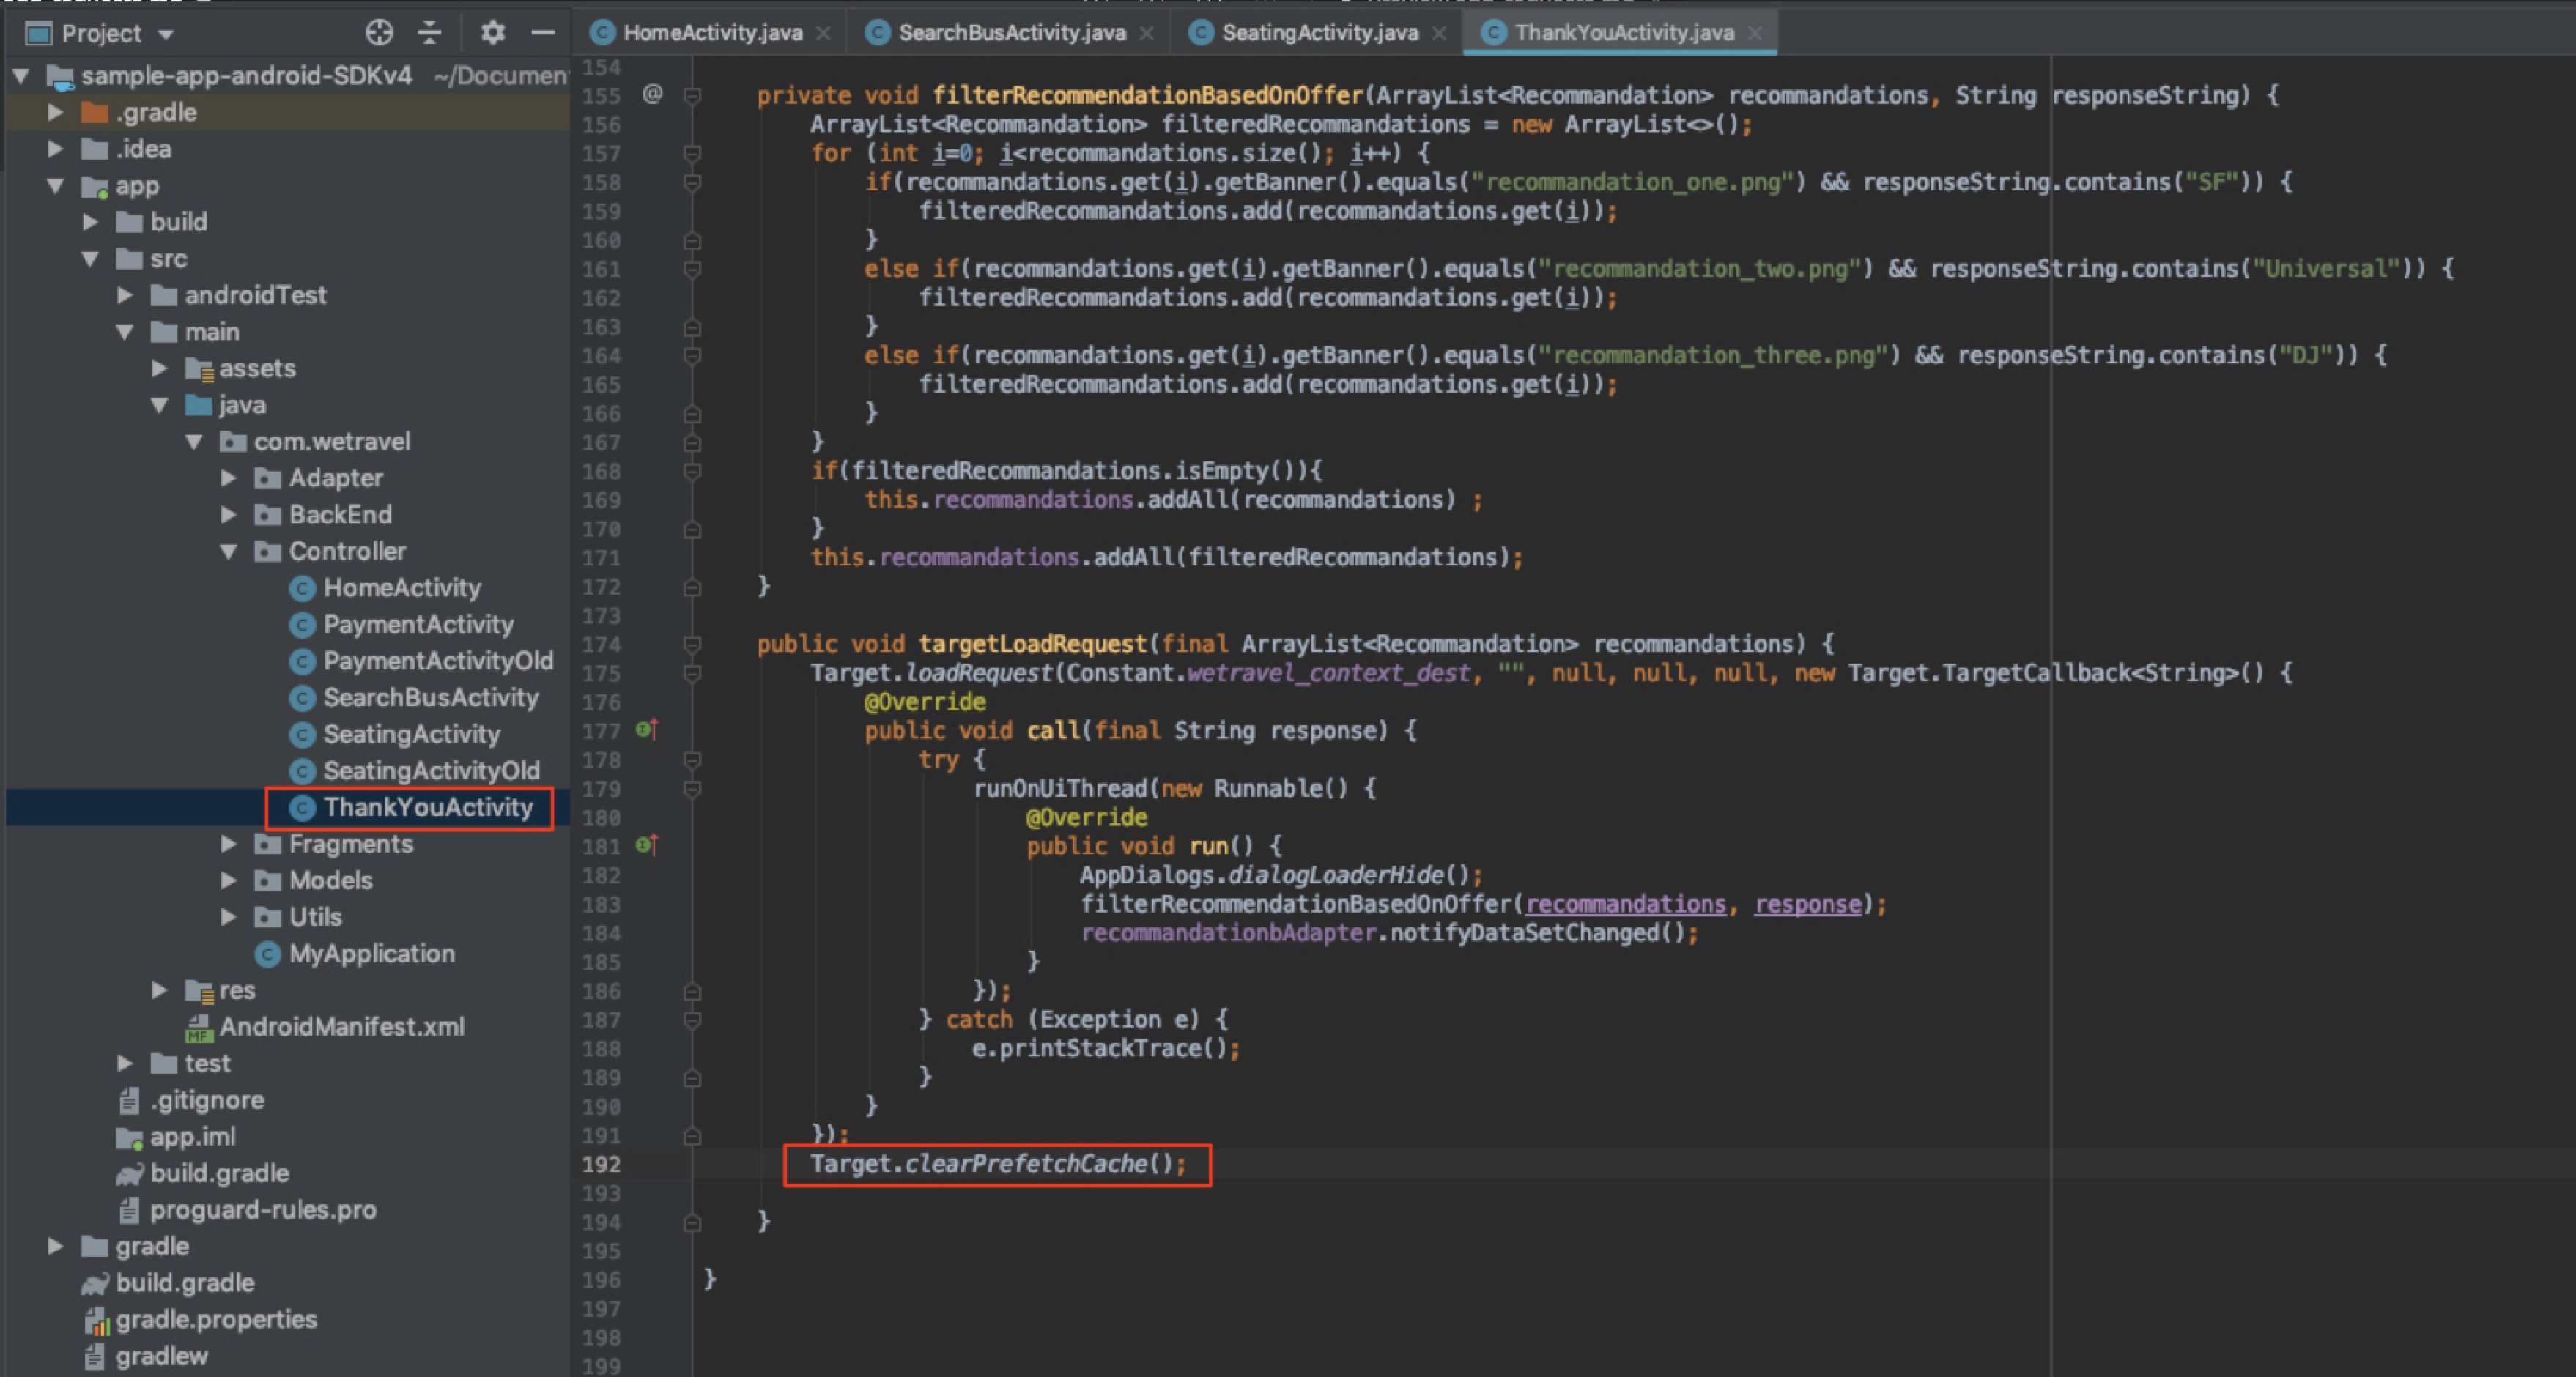 Project
sample-app-android-SDKv4 ~/Documen
.gradle
.idea
app
build
src
androidTest
main
assets
java
com.wetravel
Adapter
BackEnd
Controller
HomeActivity
PaymentActivity
PaymentActivityOld
SearchBusActivity
SeatingActivity
SeatingActivityOld
ThankYouActivity
Fragments
Models
Utils
MyApplication
res
AndroidManifest.xml
test
.gitignore
app.iml
build.gradle
proguard-rules.pro
gradle
build.gradle
gradle.properties
gradlew
HomeActivity.java SearchBusActivity.java SeatingActivity.java ThankYouActivity.java
154
155 @ private void filterRecommendationBasedOnOffer(ArrayList<Recommandation> recommandations, String responseString) {
156 ArrayList<Recommandation> filteredRecommandations = new ArrayList<>();
157 for (int i=0; i<recommandations.size(); i++) {
158 if(recommandations.get(i).getBanner().equals("recommandation_one.png") && responseString.contains("SF")) {
159 filteredRecommandations.add(recommandations.get(i));
160 }
161 else if(recommandations.get(i).getBanner().equals("recommandation_two.png") && responseString.contains("Universal")) {
162 filteredRecommandations.add(recommandations.get(i));
163 }
164 else if(recommandations.get(i).getBanner().equals("recommandation_three.png") && responseString.contains("DJ")) {
165 filteredRecommandations.add(recommandations.get(i));
166 }
167 }
168 if(filteredRecommandations.isEmpty()){
169 this.recommandations.addAll(recommandations) ;
170 }
171 this.recommandations.addAll(filteredRecommandations);
172 }
173
174 public void targetLoadRequest(final ArrayList<Recommandation> recommandations) {
175 Target.loadRequest(Constant.wetravel_context_dest, "", null, null, null, new Target.TargetCallback<String>() {
176 @Override
177 public void call(final String response) {
178 try {
179 runOnUiThread(new Runnable() {
180 @Override
181 public void run() {
182 AppDialogs.dialogLoaderHide();
183 filterRecommendationBasedOnOffer(recommandations, response);
184 recommandationbAdapter.notifyDataSetChanged();
185 }
186 });
187 } catch (Exception e) {
188 e.printStackTrace();
189 }
190 }
191 });
192 Target.clearPrefetchCache();
193
194 }
195
196 }
197
198
199